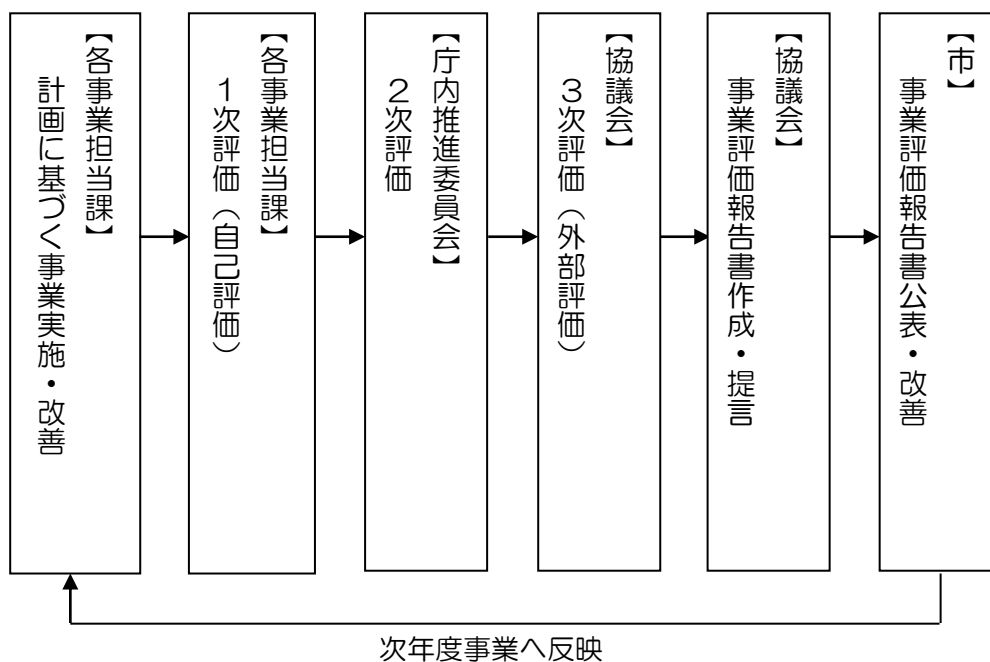 【各事業担当課】
計画に基づく事業実施・改善
【各事業担当課】
1次評価（自己評価）
【庁内推進委員会】
2次評価
【協議会】
3次評価（外部評価）
【協議会】
事業評価報告書作成・提言
【市】
事業評価報告書公表・改善
次年度事業へ反映